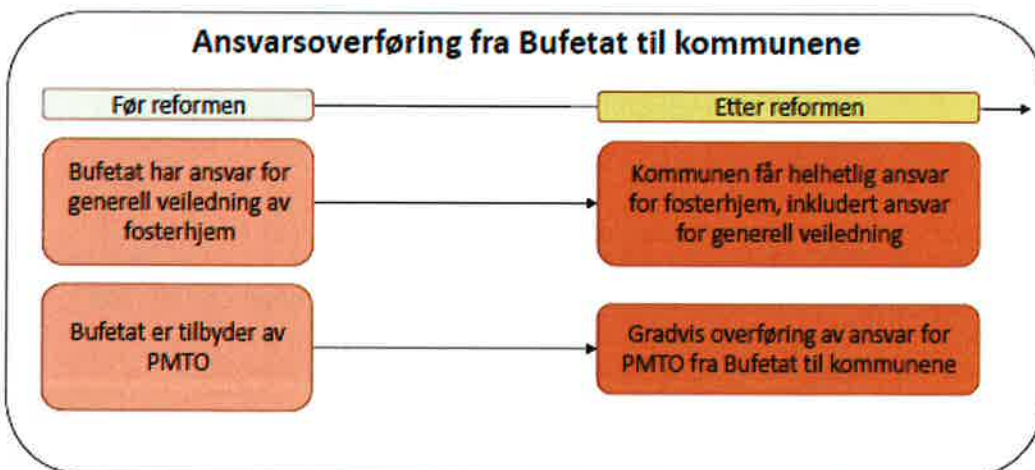 Ansvarsoverføring fra Bufetat til kommunene
Før reformen
Etter reformen
Bufetat har ansvar for
generell veiledning av
fosterhjem
Kommunen får helhetlig ansvar
for fosterhjem, inkludert ansvar
for generell veiledning
Bufetat er tilbyder av
PMTO
Gradvis overføring av ansvar for
PMTO fra Bufetat til kommunene